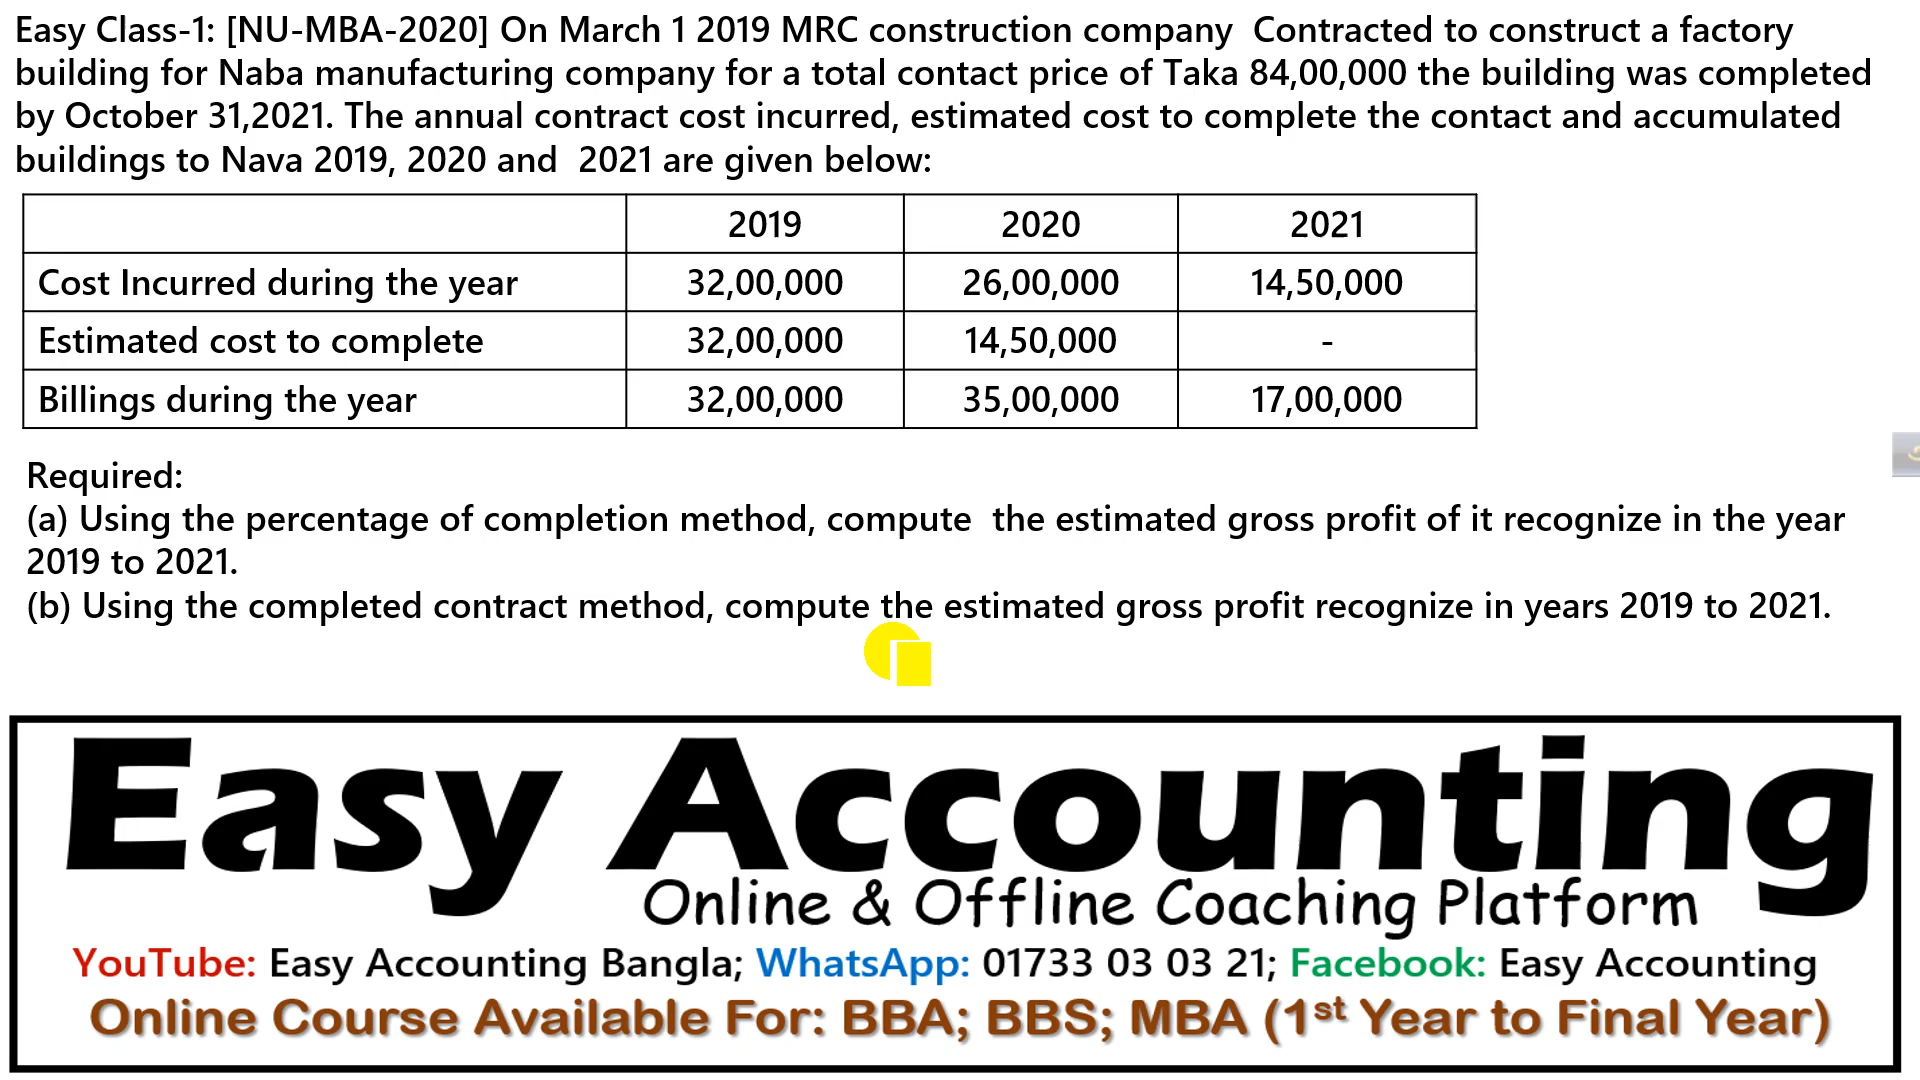 Easy Class-1: [NU-MBA-2020] On March 1 2019 MRC construction company Contracted to construct a factory
building for Naba manufacturing company for a total contact price of Taka 84,00,000 the building was completed
by October 31,2021. The annual contract cost incurred, estimated cost to complete the contact and accumulated
buildings to Nava 2019, 2020 and 2021 are given below:
2019 2020 2021
Cost Incurred during the year 32,00,000 26,00,000 14,50,000
Estimated cost to complete 32,00,000 14,50,000 -
Billings during the year 32,00,000 35,00,000 17,00,000
Required:
(a) Using the percentage of completion method, compute the estimated gross profit of it recognize in the year
2019 to 2021.
(b) Using the completed contract method, compute the estimated gross profit recognize in years 2019 to 2021.
Easy Accounting
Online & Offline Coaching Platform
YouTube: Easy Accounting Bangla; WhatsApp: 01733 03 03 21; Facebook: Easy Accounting
Online Course Available For: BBA; BBS; MBA (1st Year to Final Year)